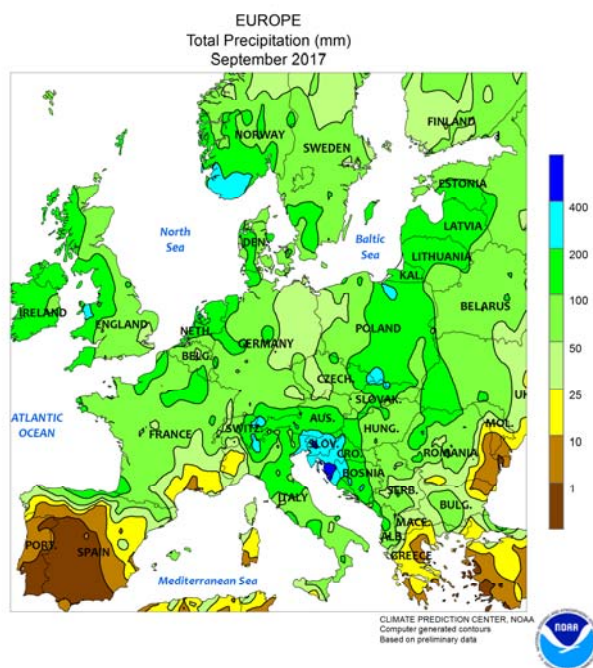 EUROPE
Total Precipitation (mm)
September 2017
FINLAND
NORWAY
SWEDEN
ESTONIA
North
Sea
DEN.
Baltic
Sea
LATVIA
LITHUANIA
KAL.
IRELAND
ENGLAND
NETH.
BELG.
GERMANY
POLAND
BELARUS
CZECH.
SLOVAK.
UK
ATLANTIC
OCEAN
FRANCE
SWITZ.
AUS.
HUNG.
MOL.
SLOV.
CRO.
ROMANIA
BOSNIA
ITALY
SERB.
BULG.
PORT.
SPAIN
MACE.
ALB.
GREECE
Mediterranean Sea
400
200
100
50
25
10
1
CLIMATE PREDICTION CENTER, NOAA
Computer generated contours
Based on preliminary data
NOAA